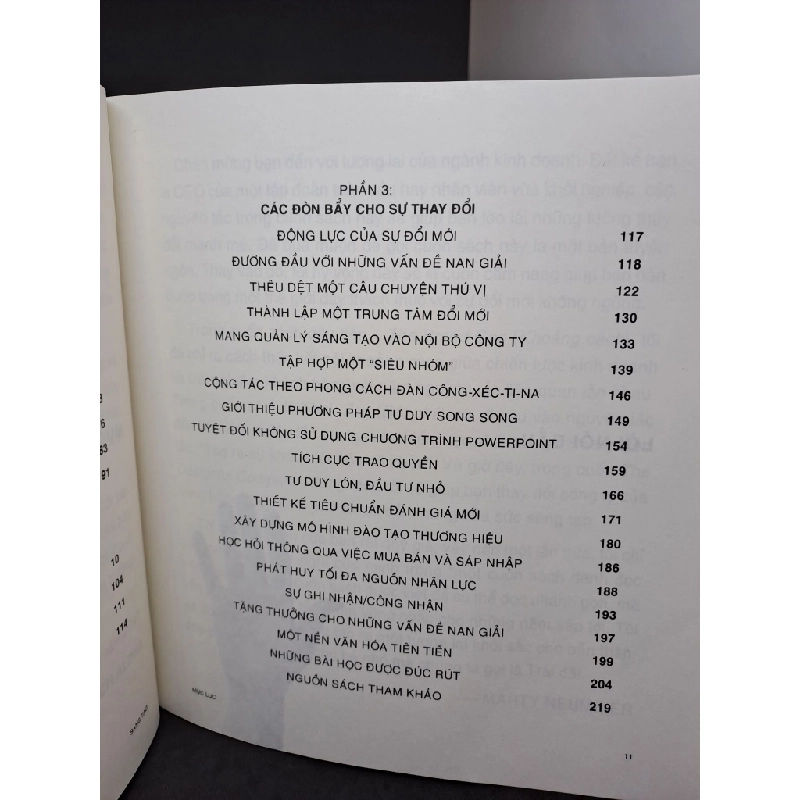 PHẦN 3:
CÁC ĐÒN BẨY CHO SỰ THAY ĐỔI
ĐỘNG LỰC CỦA SỰ ĐỔI MỚI 117
ĐƯƠNG ĐẦU VỚI NHỮNG VẤN ĐỀ NAN GIẢI 118
THÊU DỆT MỘT CÂU CHUYỆN THÚ VỊ 122
THÀNH LẬP MỘT TRUNG TÂM ĐỔI MỚI 130
MANG QUẢN LÝ SÁNG TẠO VÀO NỘI BỘ CÔNG TY 133
TẬP HỢP MỘT "SIÊU NHÓM" 139
CỘNG TÁC THEO PHONG CÁCH ĐÀN CÔNG-XÉC-TI-NA 146
GIỚI THIỆU PHƯƠNG PHÁP TƯ DUY SONG SONG 149
TUYỆT ĐỐI KHÔNG SỬ DỤNG CHƯƠNG TRÌNH POWERPOINT 154
TÍCH CỰC TRAO QUYỀN 159
TƯ DUY LỚN, ĐẦU TƯ NHỎ 166
THIẾT KẾ TIÊU CHUẨN ĐÁNH GIÁ MỚI 171
XÂY DỰNG MÔ HÌNH ĐÀO TẠO THƯƠNG HIỆU 180
HỌC HỎI THÔNG QUA VIỆC MUA BÁN VÀ SÁP NHẬP 186
PHÁT HUY TỐI ĐA NGUỒN NHÂN LỰC 188
SỰ GHI NHẬN/CÔNG NHẬN 193
TẶNG THƯỞNG CHO NHỮNG VẤN ĐỀ NAN GIẢI 197
MỘT NỀN VĂN HÓA TIÊN TIẾN 199
NHỮNG BÀI HỌC ĐƯỢC ĐÚC RÚT 204
NGUỒN SÁCH THAM KHẢO 219
MỤC LỤC
11
10
104
111
114